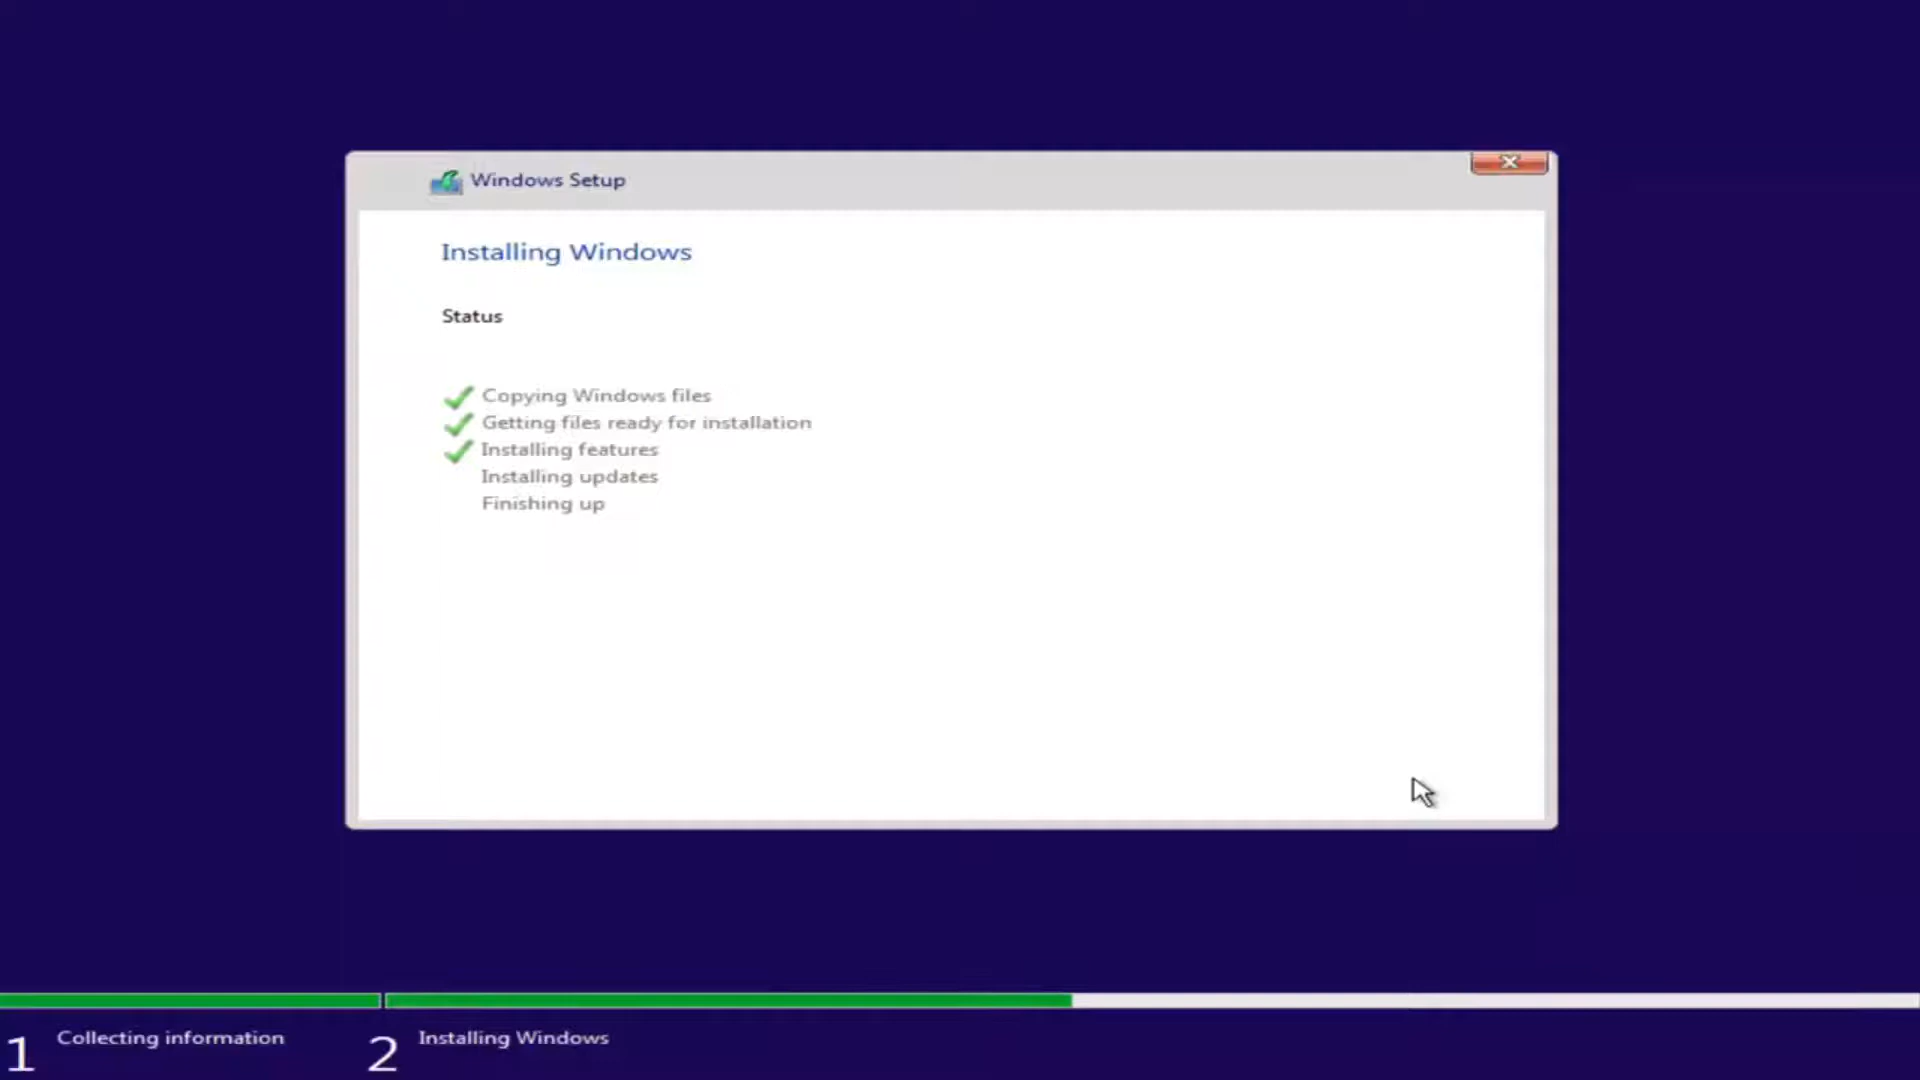 Windows Setup
Installing Windows
Status
Copying Windows files
Getting files ready for installation
Installing features
Installing updates
Finishing up
1 Collecting information
2 Installing Windows